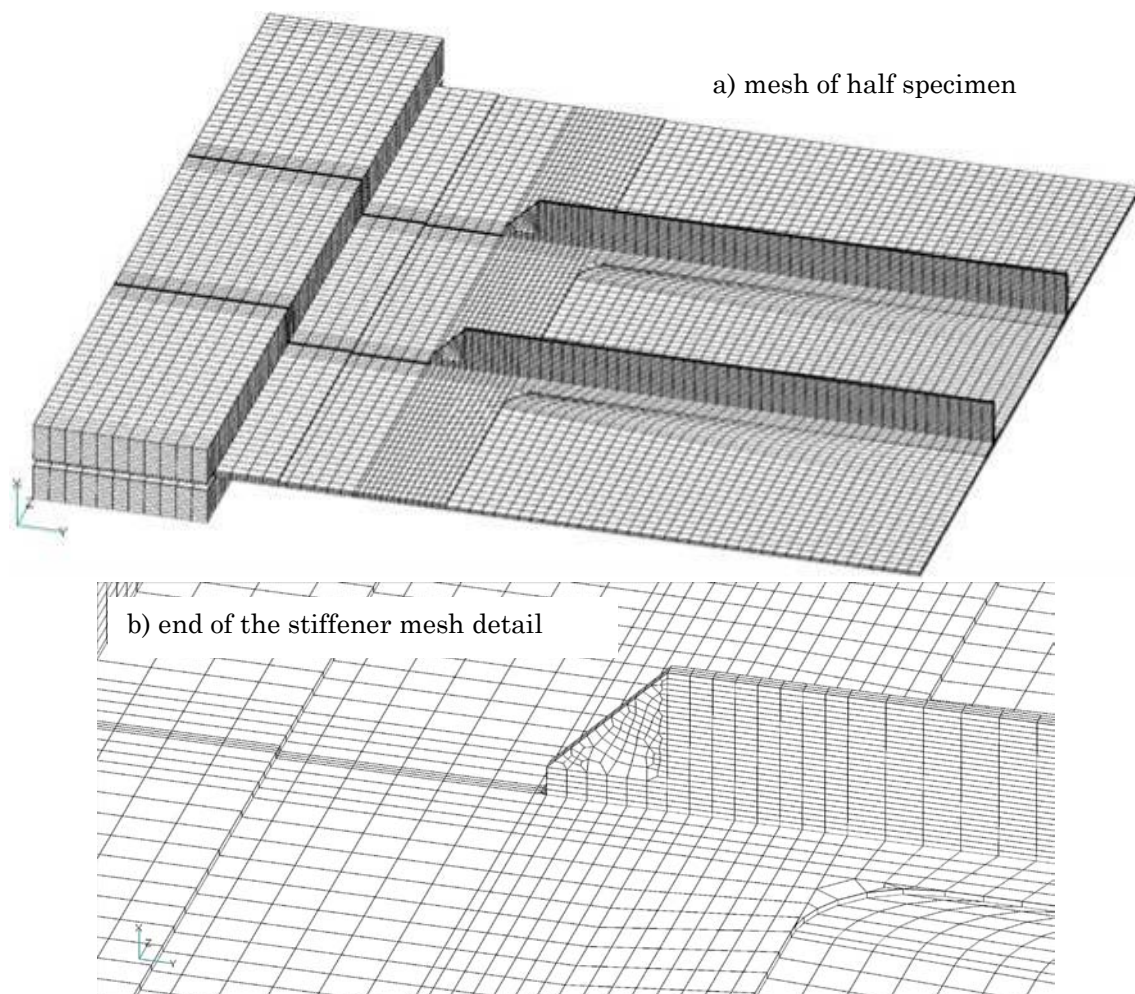 a) mesh of half specimen
X
Z
Y
b) end of the stiffener mesh detail
X
Z
Y